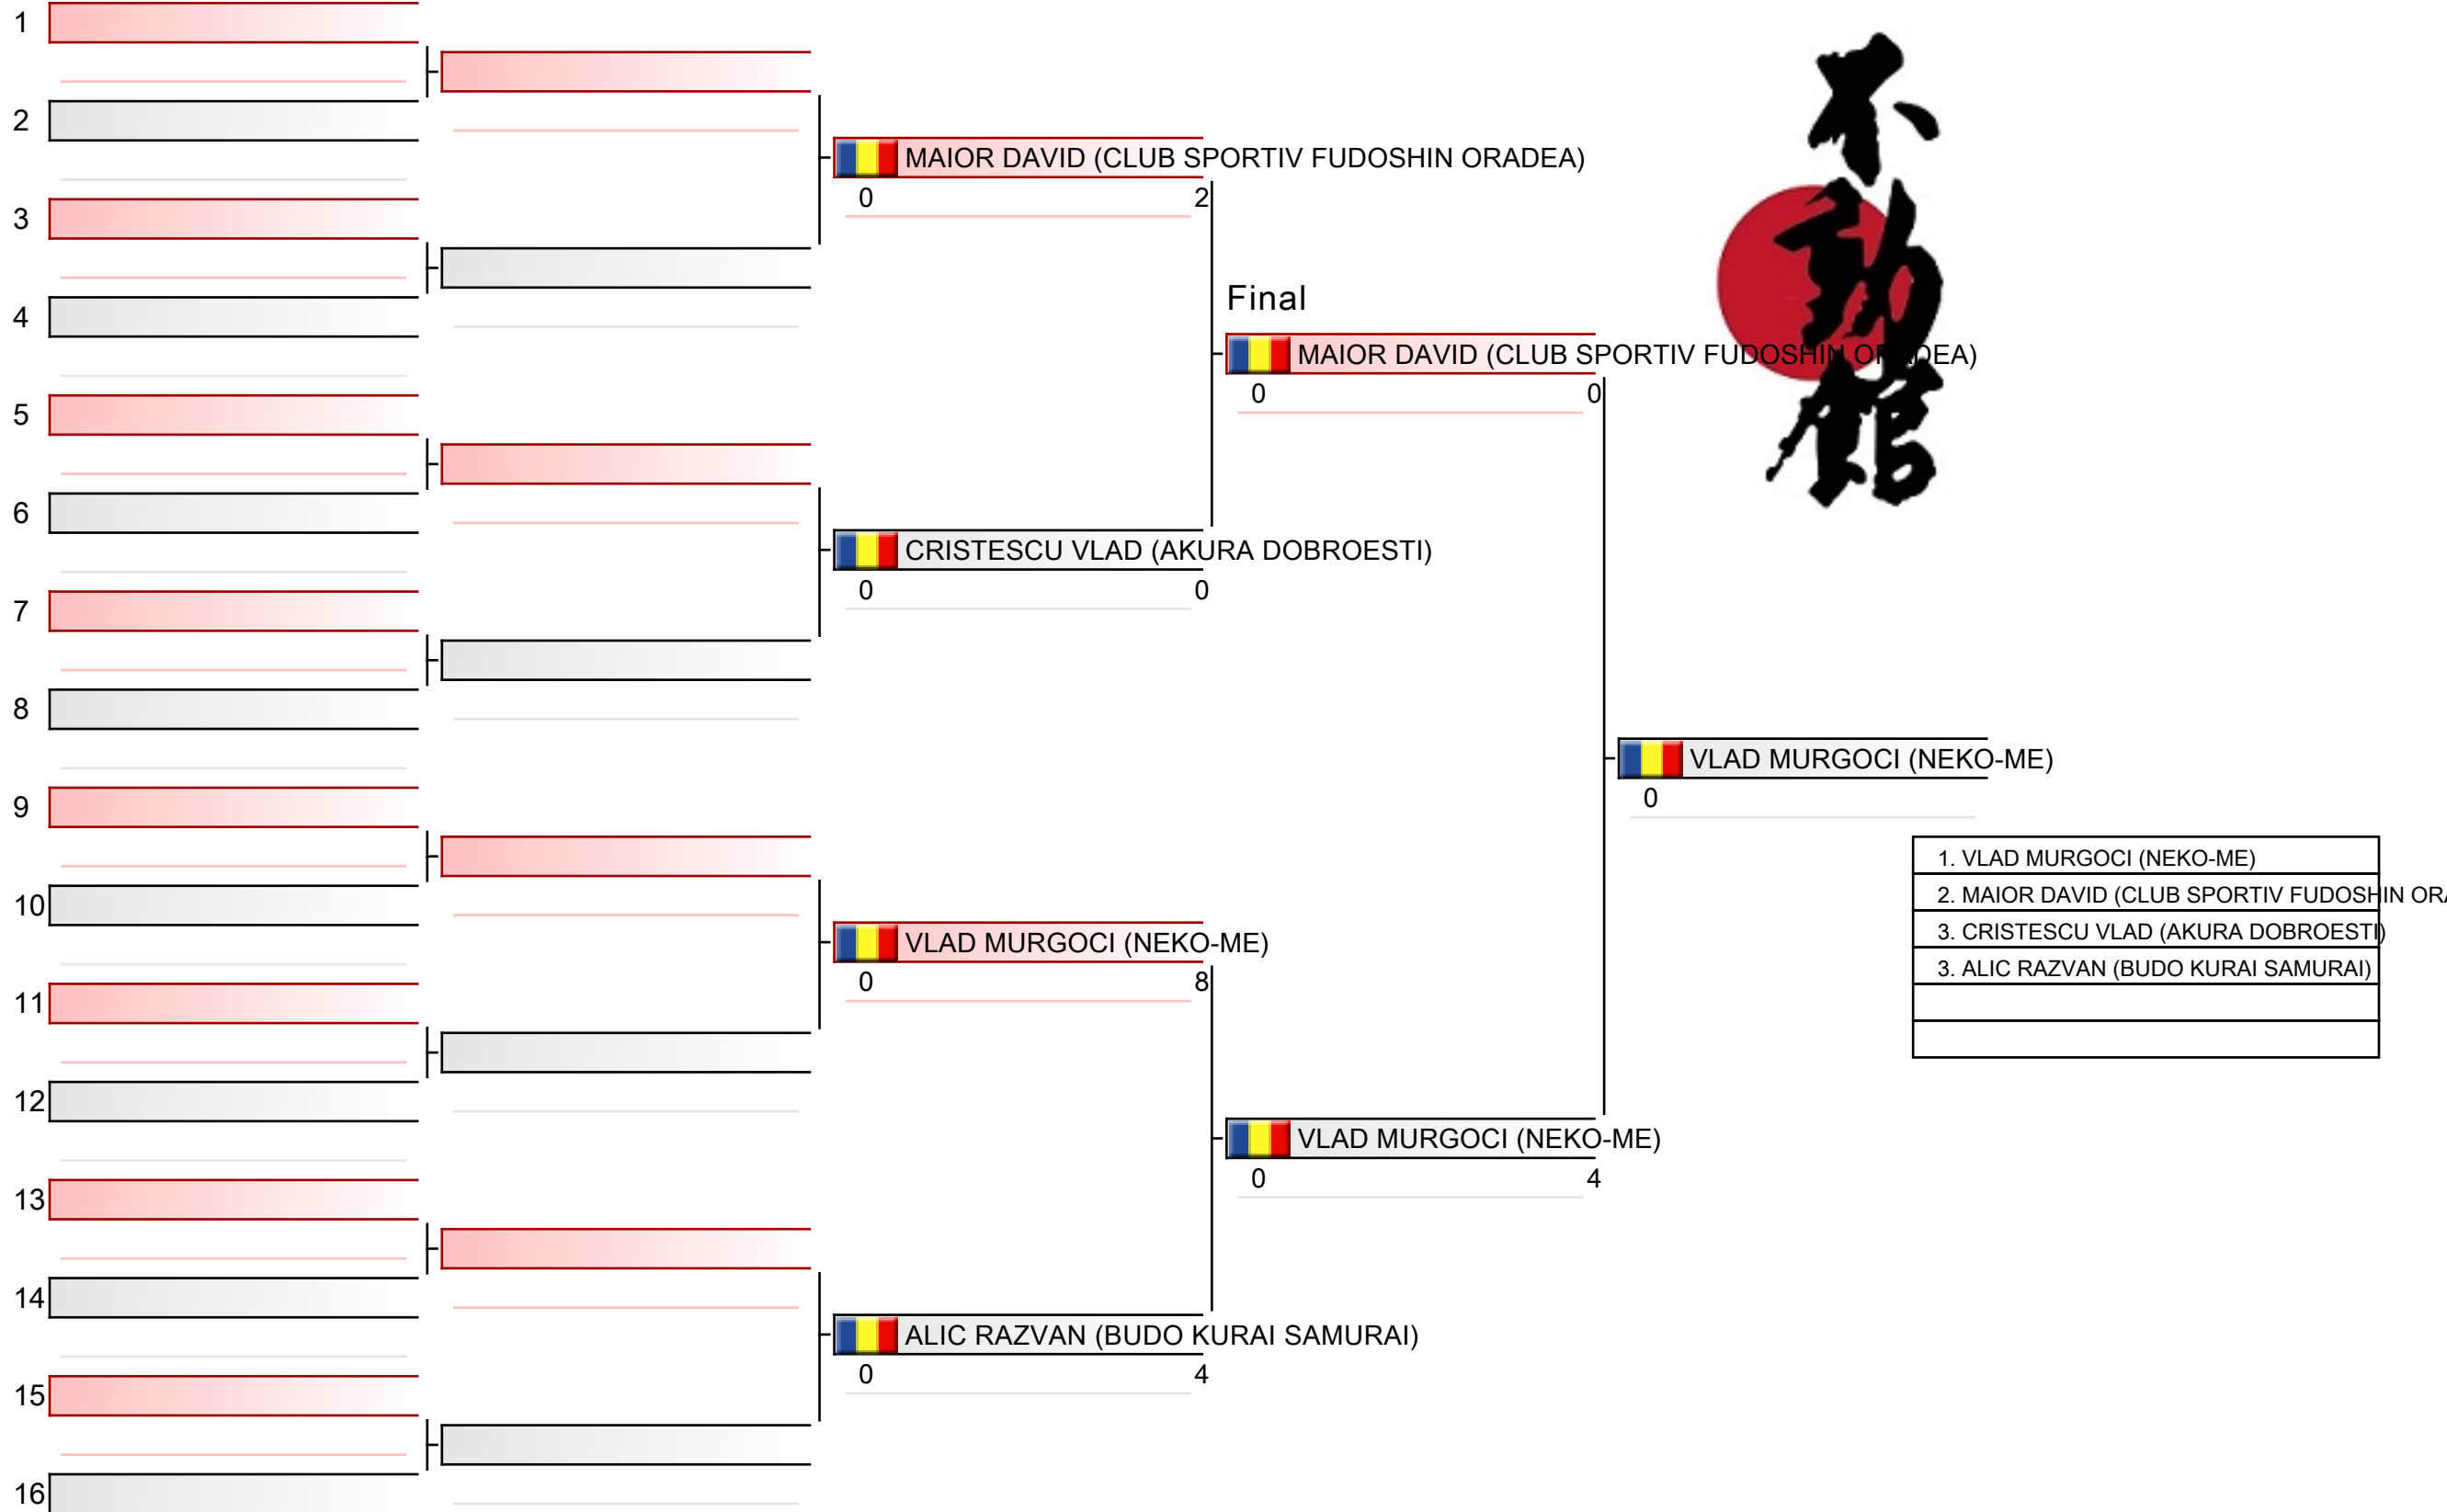 1
2
MAIOR DAVID (CLUB SPORTIV FUDOSHIN ORADEA)
0 2
3
Final
4
MAIOR DAVID (CLUB SPORTIV FUDOSHIN ORADEA)
0 0
5
6
CRISTESCU VLAD (AKURA DOBROESTI)
0 0
7
8
VLAD MURGOCI (NEKO-ME)
0
9
1. VLAD MURGOCI (NEKO-ME)
2. MAIOR DAVID (CLUB SPORTIV FUDOSHIN OR
3. CRISTESCU VLAD (AKURA DOBROESTI)
3. ALIC RAZVAN (BUDO KURAI SAMURAI)
10
VLAD MURGOCI (NEKO-ME)
0 8
11
12
VLAD MURGOCI (NEKO-ME)
0 4
13
14
ALIC RAZVAN (BUDO KURAI SAMURAI)
0 4
15
16
不
動
館